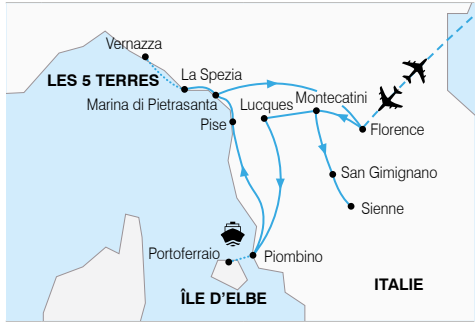 Vernazza
LES 5 TERRES
La Spezia
Marina di Pietrasanta
Lucques
Montecatini
Pise
Florence
San Gimignano
Sienne
Portoferraio
Piombino
ÎLE D'ELBE
ITALIE